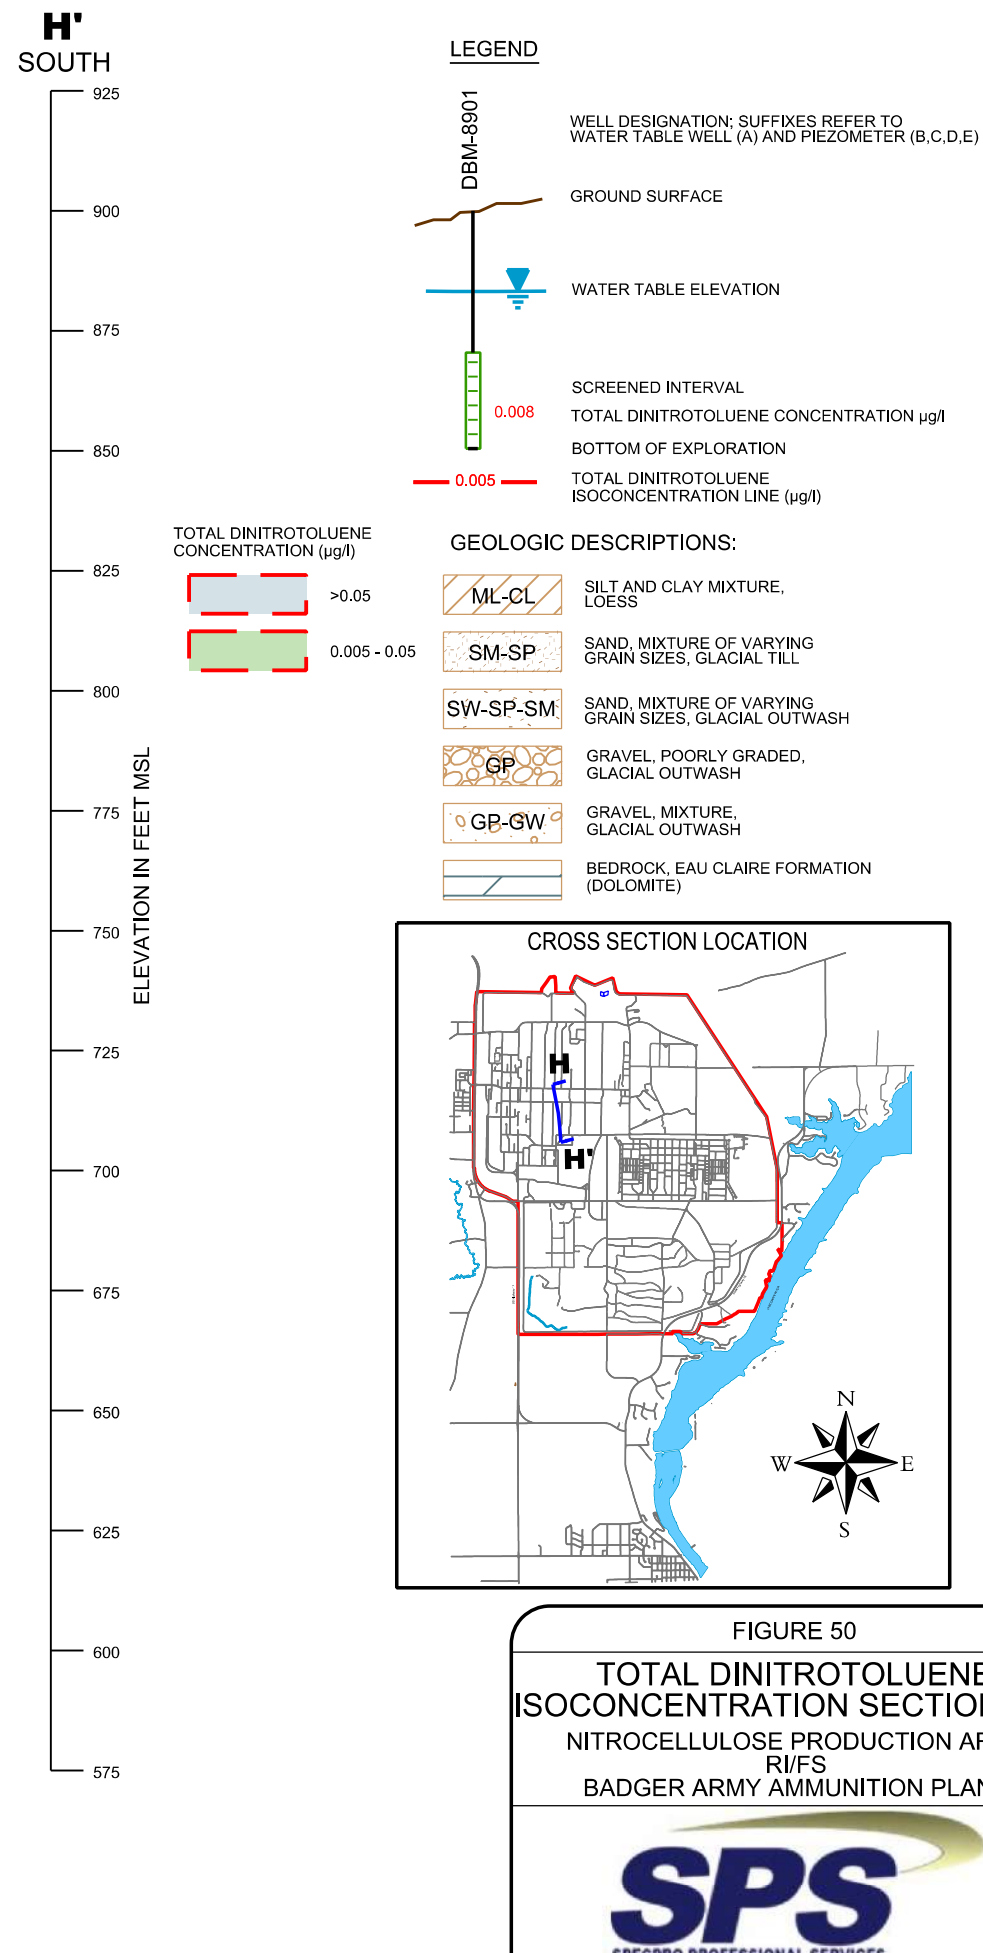 H'
SOUTH
925
900
875
850
825
800
775
750
725
700
675
650
625
600
575
ELEVATION IN FEET MSL
LEGEND
DBM-8901
WELL DESIGNATION; SUFFIXES REFER TO
WATER TABLE WELL (A) AND PIEZOMETER (B,C,D,E)
GROUND SURFACE
WATER TABLE ELEVATION
SCREENED INTERVAL
0.008
TOTAL DINITROTOLUENE CONCENTRATION µg/l
BOTTOM OF EXPLORATION
0.005
TOTAL DINITROTOLUENE
ISOCONCENTRATION LINE (µg/l)
TOTAL DINITROTOLUENE
CONCENTRATION (µg/l)
>0.05
0.005 - 0.05
GEOLOGIC DESCRIPTIONS:
ML-CL
SILT AND CLAY MIXTURE,
LOESS
SM-SP
SAND, MIXTURE OF VARYING
GRAIN SIZES, GLACIAL TILL
SW-SP-SM
SAND, MIXTURE OF VARYING
GRAIN SIZES, GLACIAL OUTWASH
GP
GRAVEL, POORLY GRADED,
GLACIAL OUTWASH
GP-GW
GRAVEL, MIXTURE,
GLACIAL OUTWASH
BEDROCK, EAU CLAIRE FORMATION
(DOLOMITE)
CROSS SECTION LOCATION
H
H'
N
W
E
S
FIGURE 50
TOTAL DINITROTOLUENE
ISOCONCENTRATION SECTION
NITROCELLULOSE PRODUCTION AR
RI/FS
BADGER ARMY AMMUNITION PLAN
SPS
SPECPRO PROFESSIONAL SERVICES